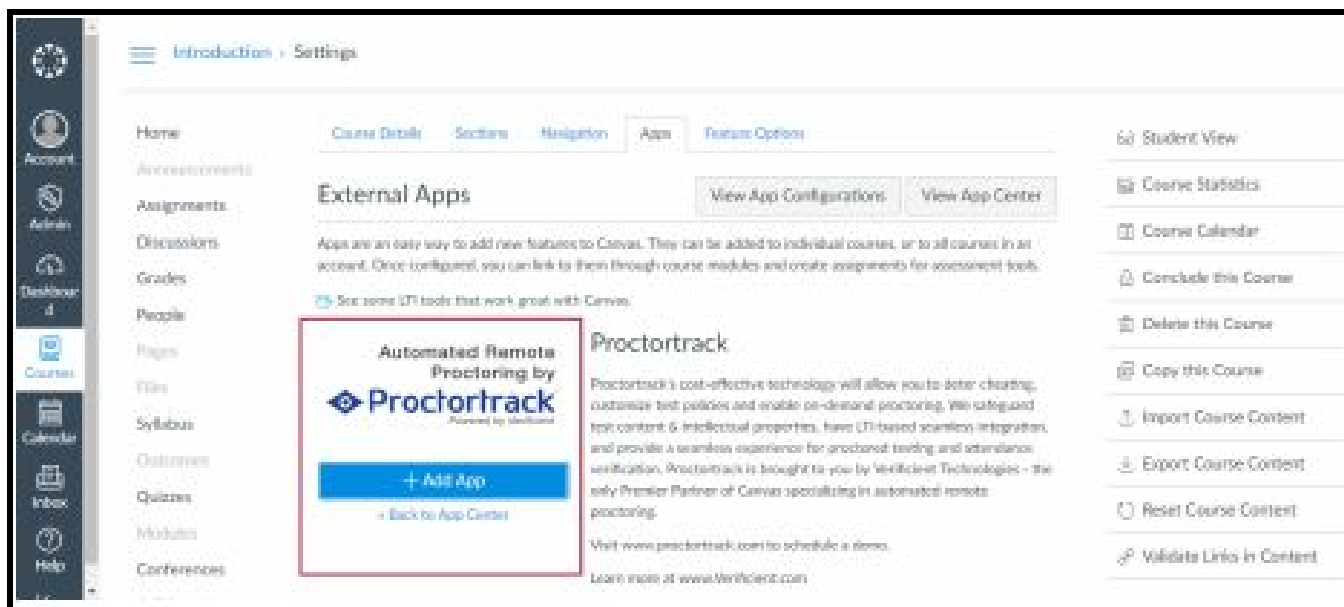 Introduction › Settings
Account
Admin
Dashboar
d
Courses
Calendar
Inbox
Help
Home
Announcements
Assignments
Discussions
Grades
People
Pages
Files
Syllabus
Outcomes
Quizzes
Modules
Conferences
Course Details Sections Navigation Apps Feature Options
External Apps View App Configurations View App Center
Apps are an easy way to add new features to Canvas. They can be added to individual courses, or to all courses in an
account. Once configured, you can link to them through course modules and create assignments for assessment tools.
See some LTI tools that work great with Canvas.
Automated Remote
Proctoring by
Proctortrack
Powered by Verificient
+ Add App
« Back to App Center
Proctortrack
Proctortrack's cost-effective technology will allow you to deter cheating,
customize test policies and enable on-demand proctoring. We safeguard
test content & intellectual properties, have LTI-based seamless integration,
and provide a seamless experience for proctored testing and attendance
verification. Proctortrack is brought to you by Verificient Technologies - the
only Premier Partner of Canvas specializing in automated remote
proctoring.
Visit www.proctortrack.com to schedule a demo.
Learn more at www.Verificient.com
Student View
Course Statistics
Course Calendar
Conclude this Course
Delete this Course
Copy this Course
Import Course Content
Export Course Content
Reset Course Content
Validate Links in Content